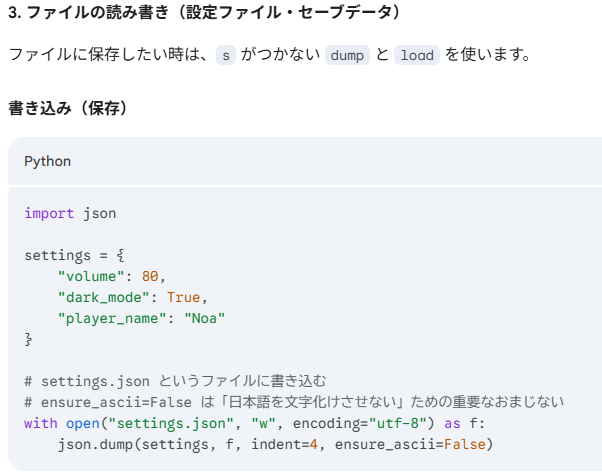 3. ファイルの読み書き（設定ファイル・セーブデータ）
ファイルに保存したい時は、 s がつかない dump と load を使います。
書き込み（保存）
Python
import json
settings = {
    "volume": 80,
    "dark_mode": True,
    "player_name": "Noa"
}
# settings.json というファイルに書き込む
# ensure_ascii=False は「日本語を文字化けさせない」ための重要なおまじない
with open("settings.json", "w", encoding="utf-8") as f:
    json.dump(settings, f, indent=4, ensure_ascii=False)